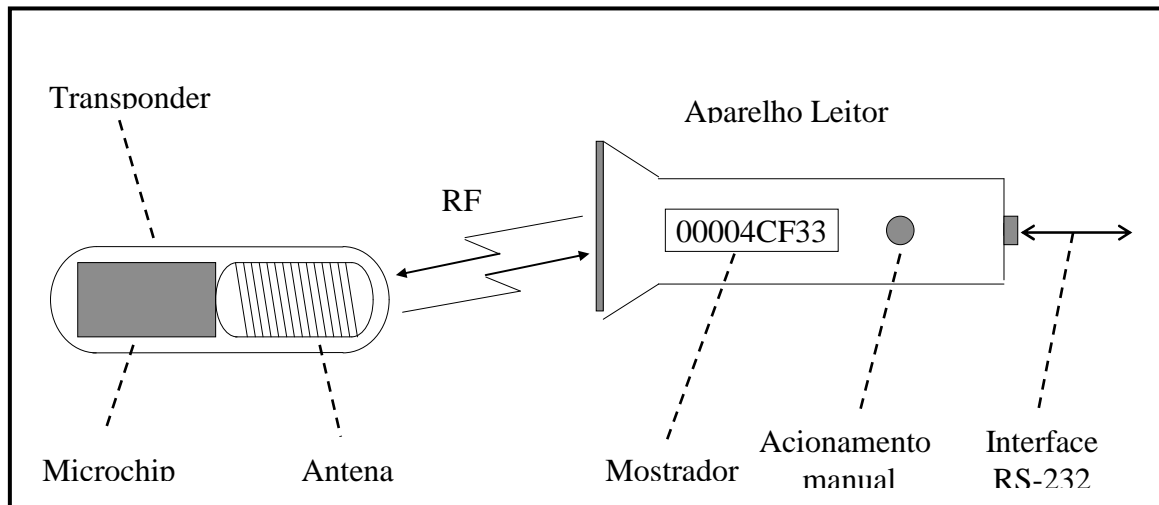 Transponder
Aparelho Leitor
RF
00004CF33
Microchip
Antena
Mostrador
Acionamento
manual
Interface
RS-232